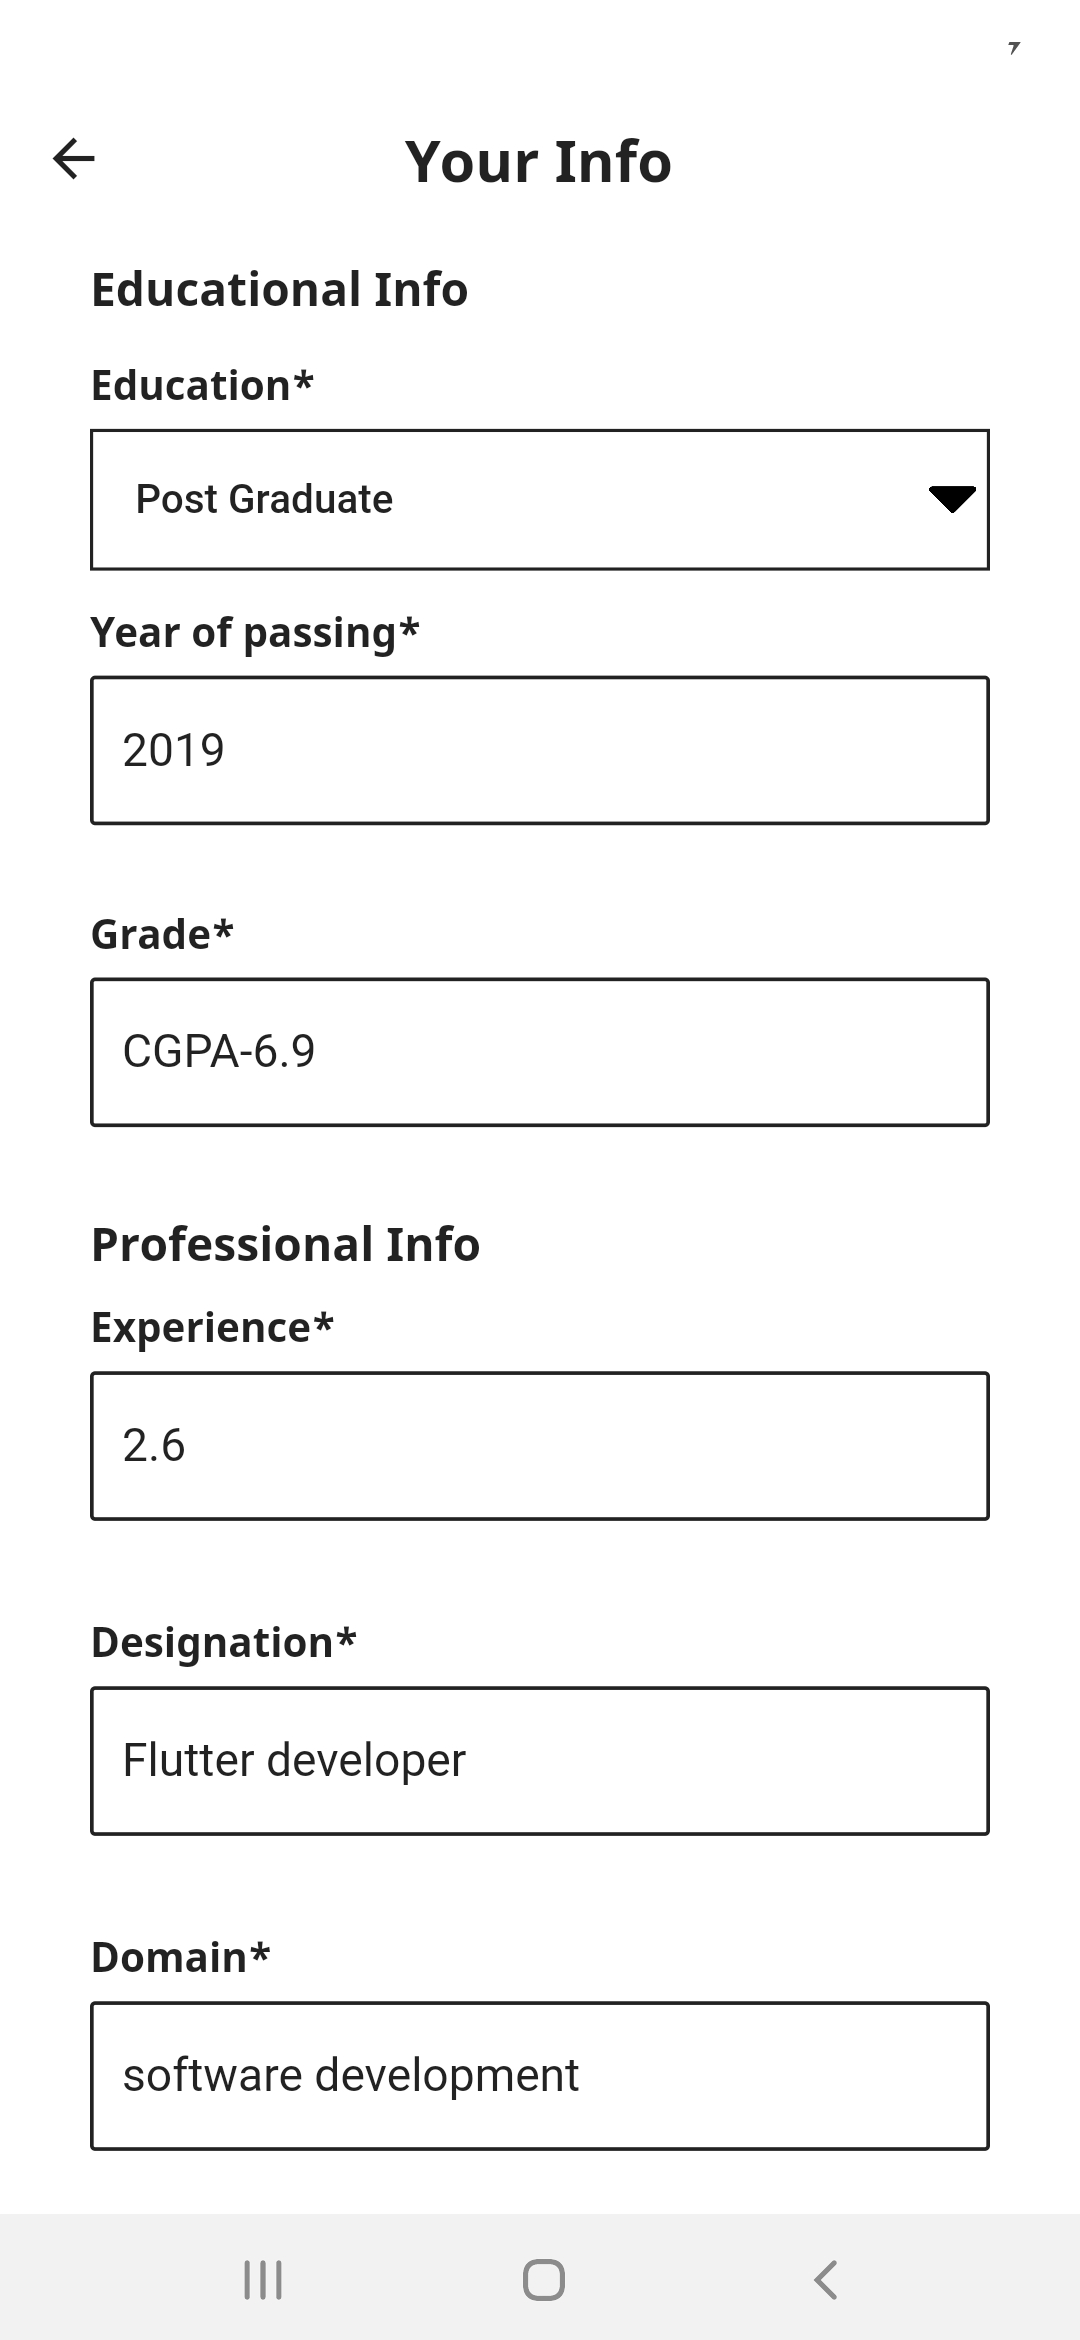 Your Info
Educational Info
Education*
Post Graduate
Year of passing*
2019
Grade*
CGPA-6.9
Professional Info
Experience*
2.6
Designation*
Flutter developer
Domain*
software development